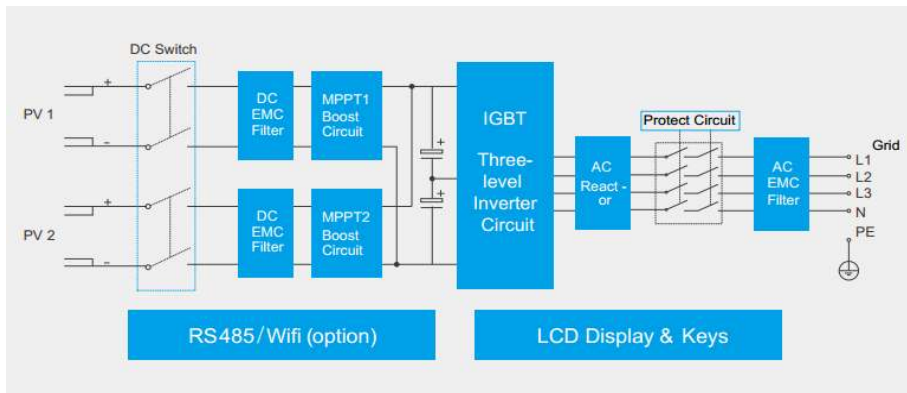 DC Switch
PV 1
+
-
DC
EMC
Filter
MPPT1
Boost
Circuit
PV 2
+
-
DC
EMC
Filter
MPPT2
Boost
Circuit
+
+
IGBT
Three-
level
Inverter
Circuit
AC
React -
or
Protect Circuit
AC
EMC
Filter
Grid
L1
L2
L3
N
PE
RS485/Wifi (option)
LCD Display & Keys